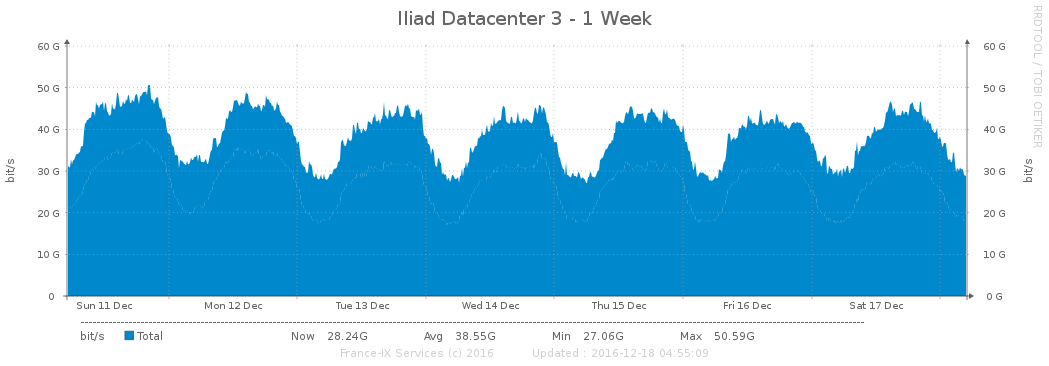 Iliad Datacenter 3 - 1 Week
RRDTOOL / TOBI OETIKER
60 G 60 G
50 G 50 G
40 G 40 G
30 G 30 G
20 G 20 G
10 G 10 G
0 0 G
bit/s bit/s
Sun 11 Dec Mon 12 Dec Tue 13 Dec Wed 14 Dec Thu 15 Dec Fri 16 Dec Sat 17 Dec
bit/s Total Now 28.24G Avg 38.55G Min 27.06G Max 50.59G
France-IX Services (c) 2016 Updated : 2016-12-18 04:55:09